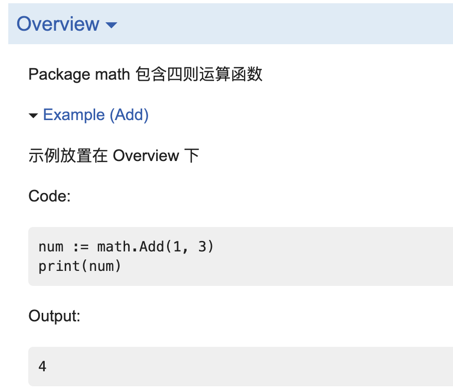 Overview
Package math 包含四则运算函数
Example (Add)
示例放置在 Overview 下
Code:
num := math.Add(1, 3)
print(num)
Output:
4